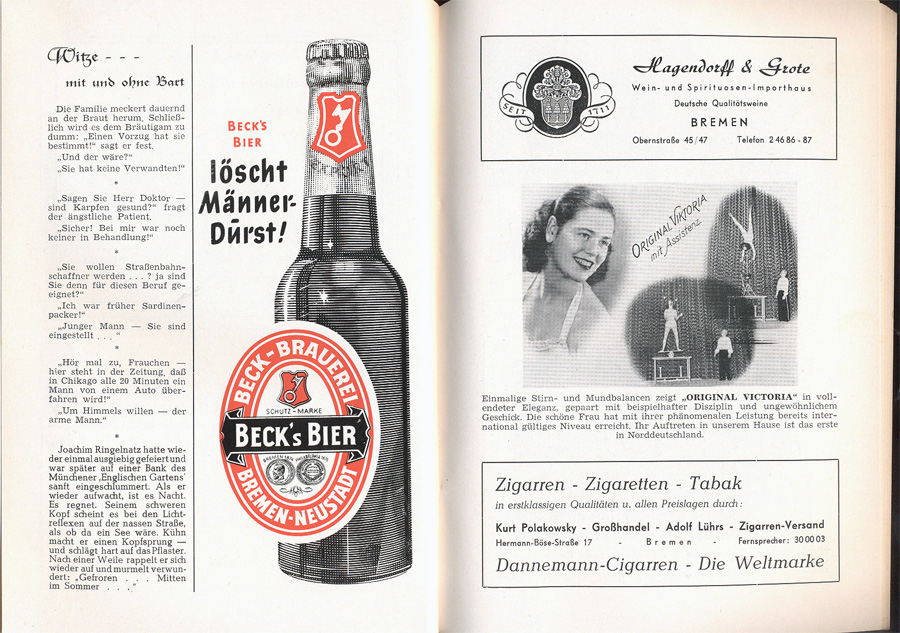 Witze - - -
mit und ohne Bart
Die Familie meckert dauernd
an der Braut herum, Schließ-
lich wird es dem Bräutigam zu
dumm: „Einen Vorzug hat sie
bestimmt!“ sagt er fest.
„Und der wäre?“
„Sie hat keine Verwandten!“
*
„Sagen Sie Herr Doktor —
sind Karpfen gesund?“ fragt
der ängstliche Patient.
„Sicher! Bei mir war noch
keiner in Behandlung!“
*
„Sie wollen Straßenbahn-
schaffner werden . . . ? ja sind
Sie denn für diesen Beruf ge-
eignet?“
„Ich war früher Sardinen-
packer!“
„Junger Mann — Sie sind
eingestellt . . . “
*
„Hör mal zu, Frauchen —
hier steht in der Zeitung, daß
in Chikago alle 20 Minuten ein
Mann von einem Auto über-
fahren wird!“
„Um Himmels willen — der
arme Mann.“
*
Joachim Ringelnatz hatte wie-
der einmal ausgiebig gefeiert und
war später auf einer Bank des
Münchener ‚Englischen Gartens‘
sanft eingeschlummert. Als er
wieder aufwacht, ist es Nacht.
Es regnet. Seinem schweren
Kopf scheint es bei den Licht-
reflexen auf der nassen Straße,
als ob da ein See wäre. Kühn
macht er einen Kopfsprung —
und schlägt hart auf das Pflaster.
Nach einer Weile rappelt er sich
wieder auf und murmelt verwun-
dert: „Gefroren . . . Mitten
im Sommer . . .“
BECK'S
BIER
löscht
Männer-
Durst!
BECK-BRAUEREI
SCHUTZ-MARKE
BECK'S BIER
BREMEN 1874 PHILADELPHIA 1876
BREMEN-NEUSTADT
SEIT 1711
Hagendorff & Grote
Wein- und Spirituosen-Importhaus
Deutsche Qualitätsweine
BREMEN
Obernstraße 45/47 Telefon 2 46 86 - 87
ORIGINAL VIKTORIA
mit Assistenz
Einmalige Stirn- und Mundbalancen zeigt „ORIGINAL VICTORIA“ in voll-
endeter Eleganz, gepaart mit beispielhafter Disziplin und ungewöhnlichem
Geschick. Die schöne Frau hat mit ihrer phänomenalen Leistung bereits inter-
national gültiges Niveau erreicht. Ihr Auftreten in unserem Hause ist das erste
in Norddeutschland.
Zigarren - Zigaretten - Tabak
in erstklassigen Qualitäten u. allen Preislagen durch:
Kurt Polakowsky - Großhandel - Adolf Lührs - Zigarren-Versand
Hermann-Böse-Straße 17 - Bremen - Fernsprecher: 30 00 03
Dannemann-Cigarren - Die Weltmarke